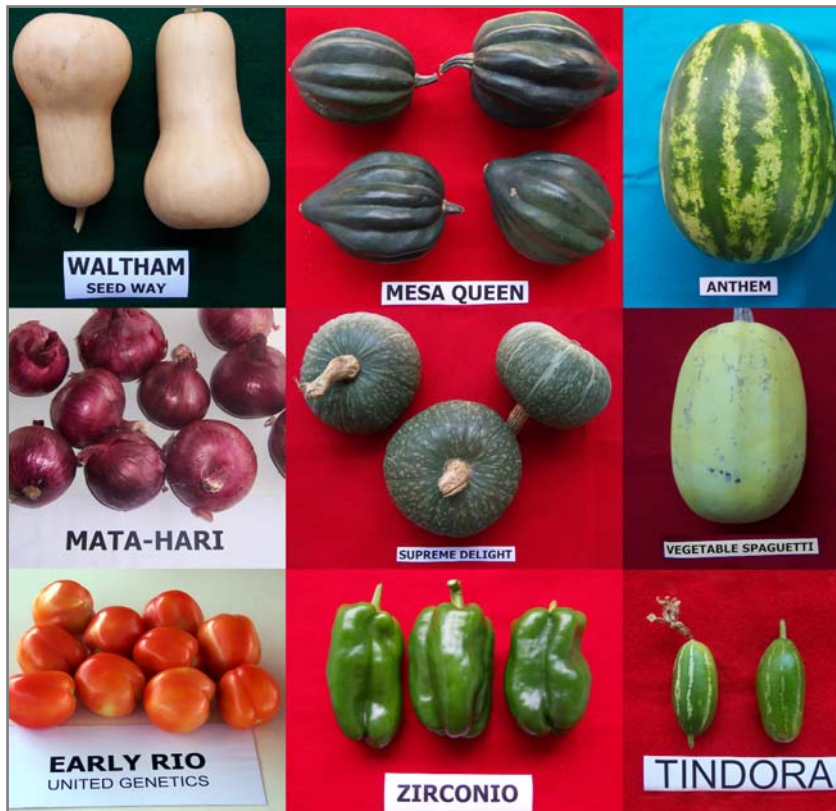 WALTHAM
SEED WAY
MESA QUEEN
ANTHEM
MATA-HARI
SUPREME DELIGHT
VEGETABLE SPAGUETTI
EARLY RIO
UNITED GENETICS
ZIRCONIO
TINDORA